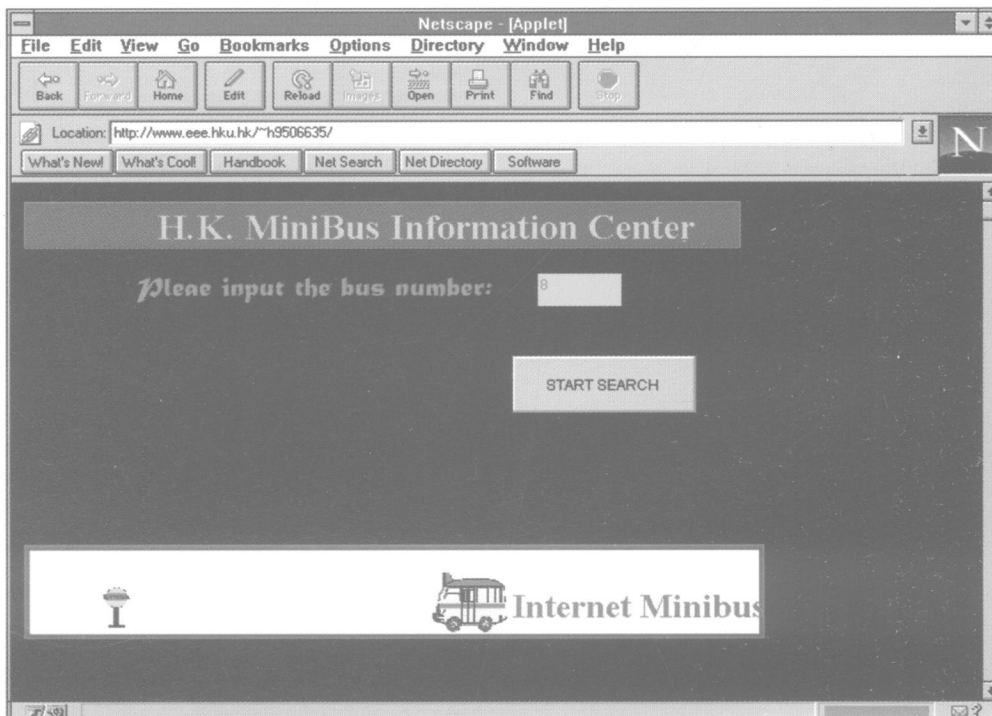 Netscape - [Applet]
File Edit View Go Bookmarks Options Directory Window Help
Back Forward Home Edit Reload Images Open Print Find Stop
Location: http://www.eee.hku.hk/~h9506635/
N
What's New! What's Cool! Handbook Net Search Net Directory Software
H.K. MiniBus Information Center
Pleae input the bus number: 8
START SEARCH
Internet Minibus